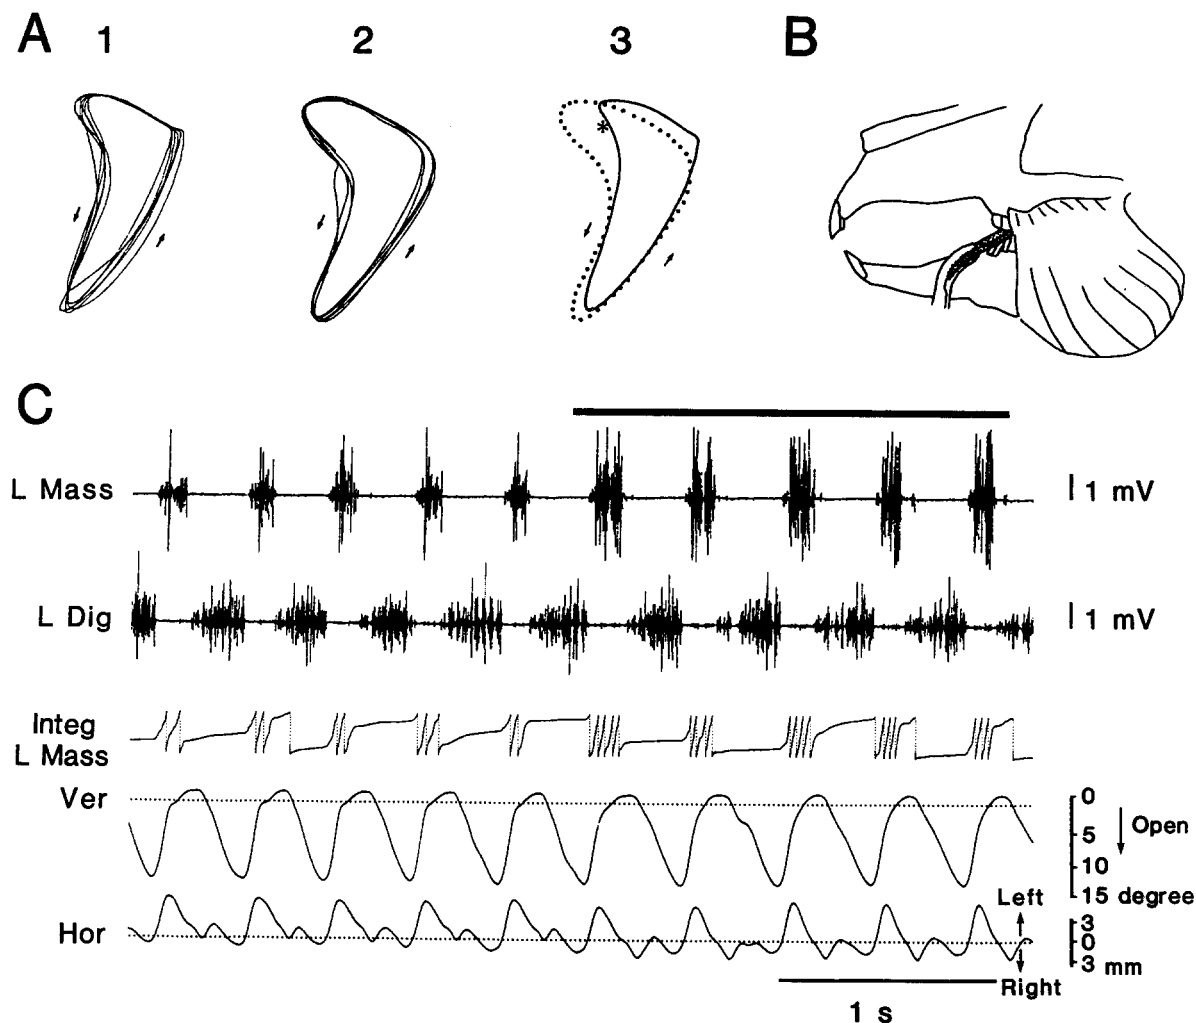 A 1 2 3 B
*
C
L Mass 1 mV
L Dig 1 mV
Integ
L Mass
Ver 0
5 Open
10
15 degree
Left
Hor 3
0
3 mm
Right
1 s